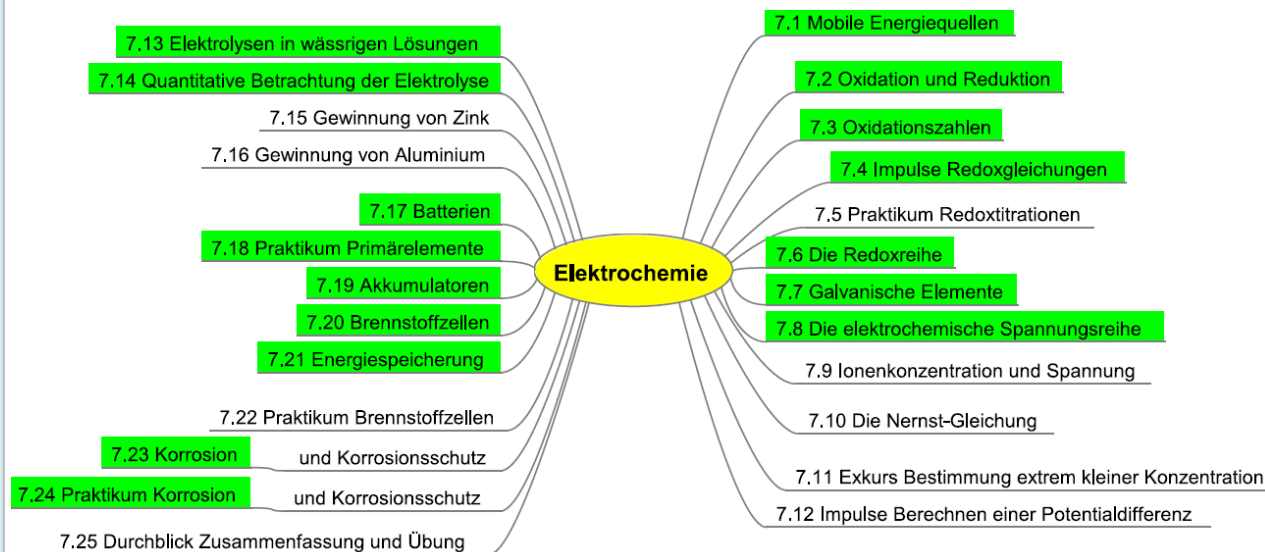 7.1 Mobile Energiequellen
7.2 Oxidation und Reduktion
7.3 Oxidationszahlen
7.4 Impulse Redoxgleichungen
7.5 Praktikum Redoxtitrationen
7.6 Die Redoxreihe
7.7 Galvanische Elemente
7.8 Die elektrochemische Spannungsreihe
7.9 Ionenkonzentration und Spannung
7.10 Die Nernst-Gleichung
7.11 Exkurs Bestimmung extrem kleiner Konzentration
7.12 Impulse Berechnen einer Potentialdifferenz
Elektrochemie
7.13 Elektrolysen in wässrigen Lösungen
7.14 Quantitative Betrachtung der Elektrolyse
7.15 Gewinnung von Zink
7.16 Gewinnung von Aluminium
7.17 Batterien
7.18 Praktikum Primärelemente
7.19 Akkumulatoren
7.20 Brennstoffzellen
7.21 Energiespeicherung
7.22 Praktikum Brennstoffzellen
7.23 Korrosion und Korrosionsschutz
7.24 Praktikum Korrosion und Korrosionsschutz
7.25 Durchblick Zusammenfassung und Übung